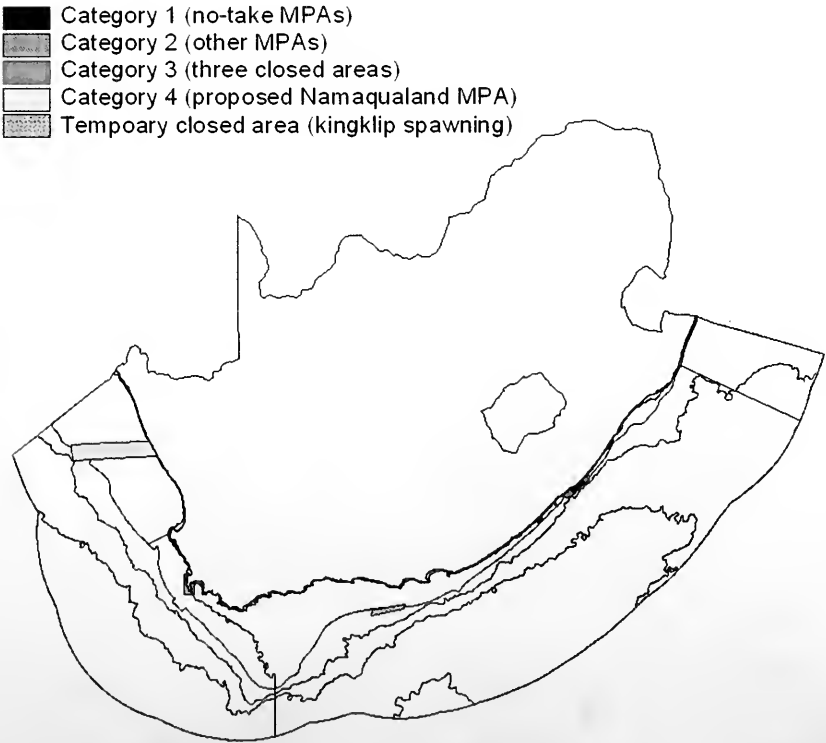 Category 1 (no-take MPAs)
Category 2 (other MPAs)
Category 3 (three closed areas)
Category 4 (proposed Namaqualand MPA)
Tempoary closed area (kingklip spawning)